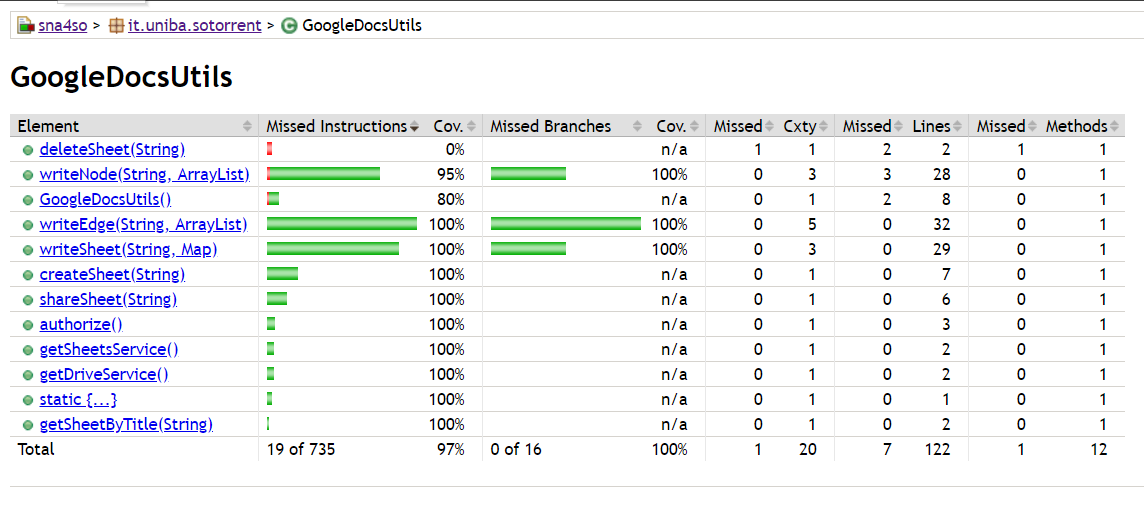 sna4so > it.uniba.sotorrent > GoogleDocsUtils
GoogleDocsUtils
Element Missed Instructions Cov. Missed Branches Cov. Missed Cxty Missed Lines Missed Methods
deleteSheet(String) 0% n/a 1 1 2 2 1 1
writeNode(String, ArrayList) 95% 100% 0 3 3 28 0 1
GoogleDocsUtils() 80% n/a 0 1 2 8 0 1
writeEdge(String, ArrayList) 100% 100% 0 5 0 32 0 1
writeSheet(String, Map) 100% 100% 0 3 0 29 0 1
createSheet(String) 100% n/a 0 1 0 7 0 1
shareSheet(String) 100% n/a 0 1 0 6 0 1
authorize() 100% n/a 0 1 0 3 0 1
getSheetsService() 100% n/a 0 1 0 2 0 1
getDriveService() 100% n/a 0 1 0 2 0 1
static {...} 100% n/a 0 1 0 1 0 1
getSheetByTitle(String) 100% n/a 0 1 0 2 0 1
Total 19 of 735 97% 0 of 16 100% 1 20 7 122 1 12